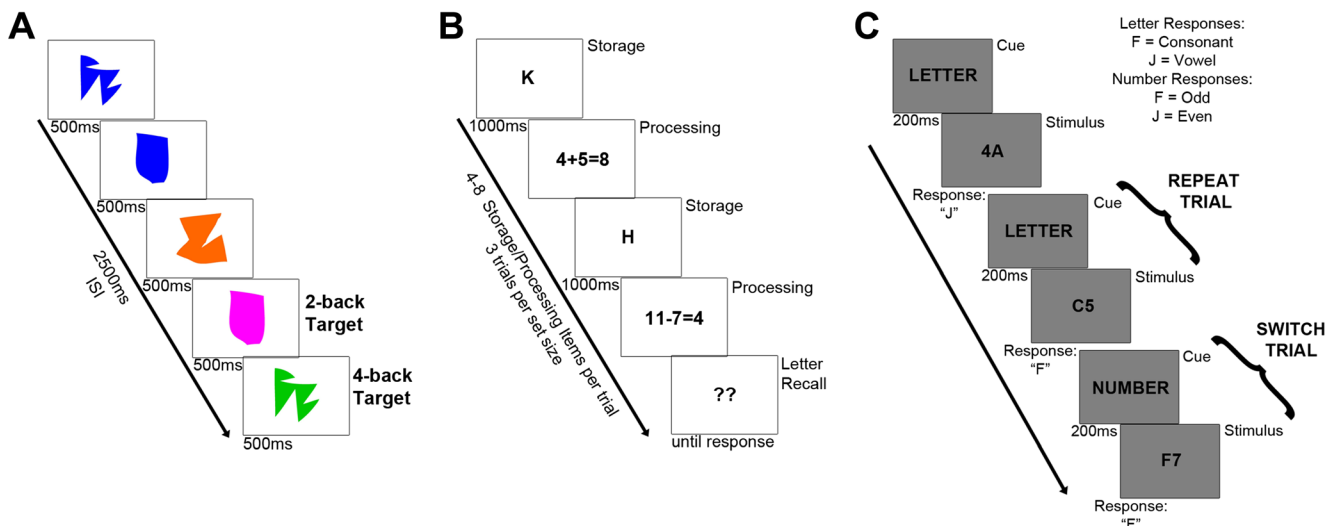 A
500ms
500ms
500ms
500ms
500ms
2500ms
ISI
2-back
Target
4-back
Target
B
K
Storage
1000ms
4+5=8
Processing
H
Storage
1000ms
11-7=4
Processing
??
Letter
Recall
until response
4-8 Storage/Processing Items per trial
3 trials per set size
C
Letter Responses:
F = Consonant
J = Vowel
Number Responses:
F = Odd
J = Even
LETTER
Cue
200ms
4A
Stimulus
Response:
“J”
LETTER
Cue
200ms
REPEAT
TRIAL
C5
Stimulus
Response:
“F”
NUMBER
Cue
200ms
SWITCH
TRIAL
F7
Stimulus
Response:
“F”